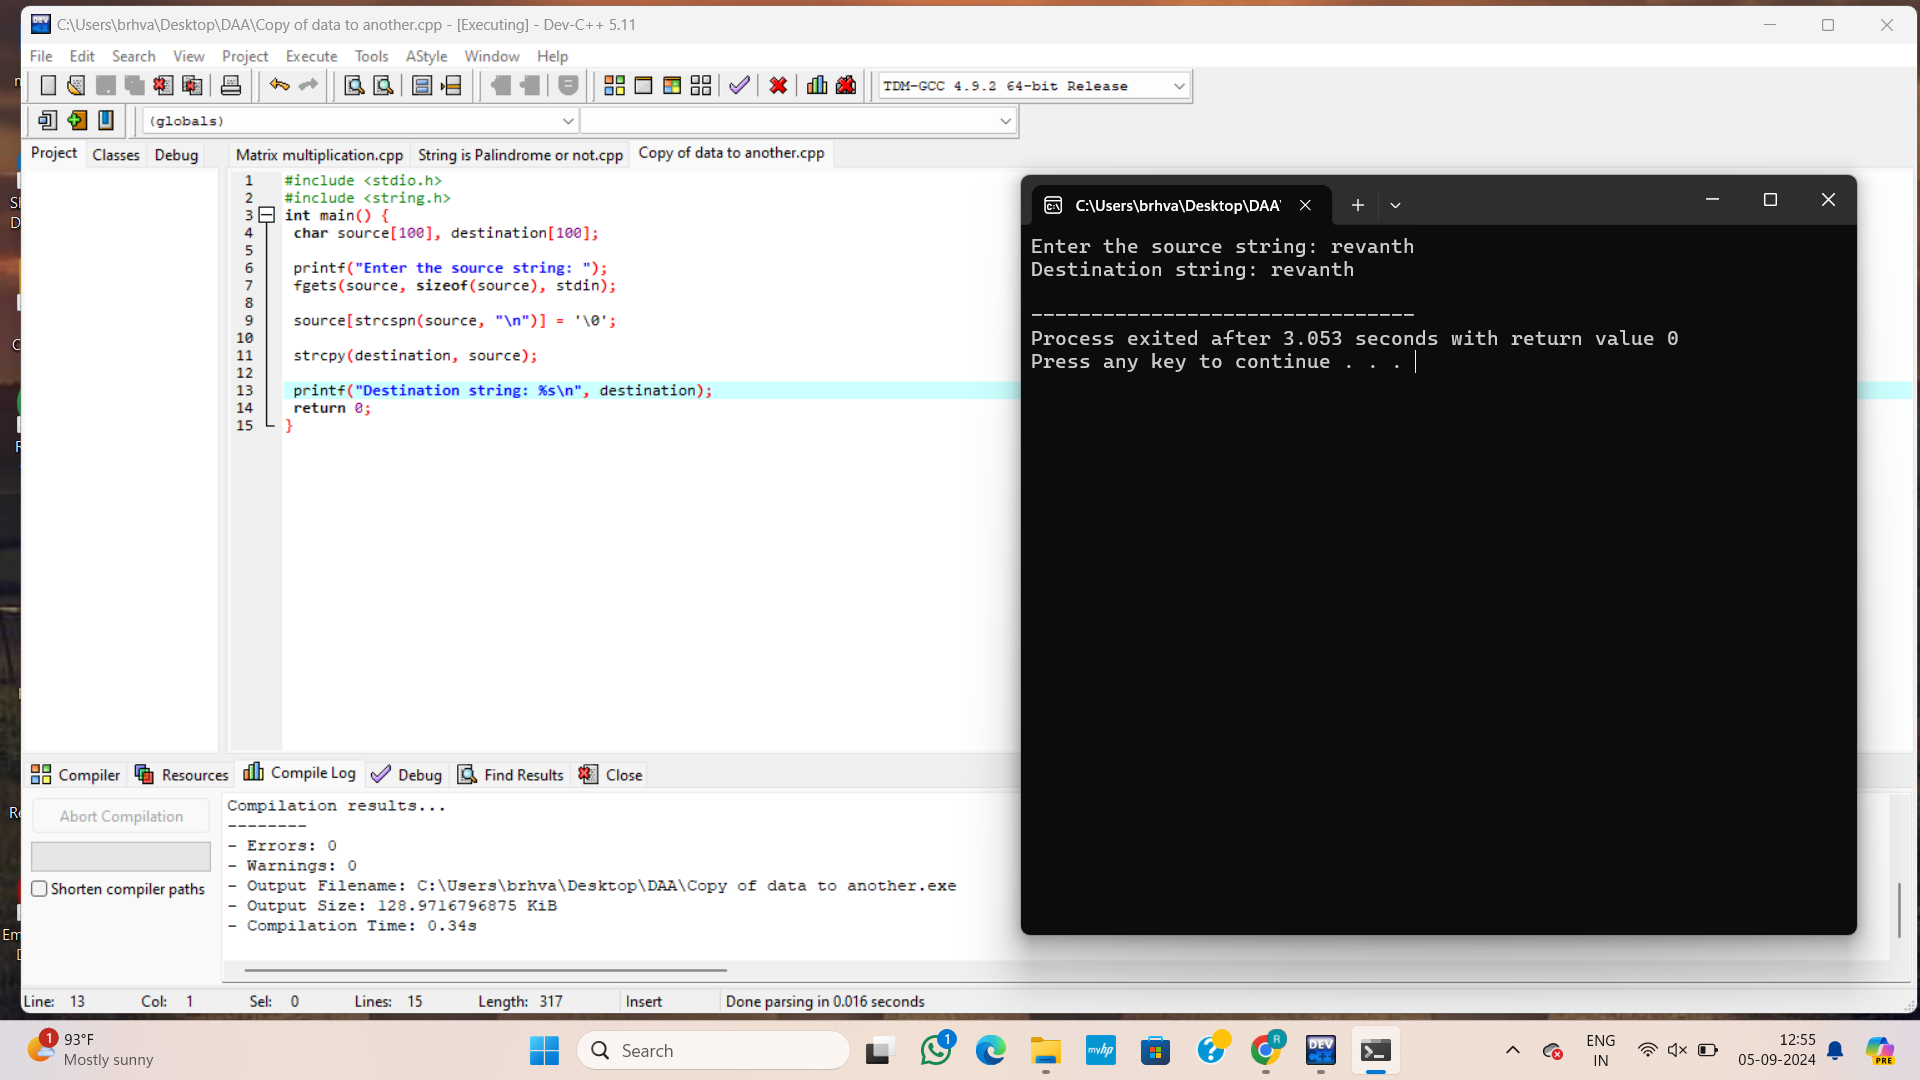 C:\Users\brhva\Desktop\DAA\Copy of data to another.cpp - [Executing] - Dev-C++ 5.11
File Edit Search View Project Execute Tools AStyle Window Help
TDM-GCC 4.9.2 64-bit Release
(globals)
Project Classes Debug
Matrix multiplication.cpp String is Palindrome or not.cpp Copy of data to another.cpp
1 #include <stdio.h>
2 #include <string.h>
3 int main() {
4 char source[100], destination[100];
5
6 printf("Enter the source string: ");
7 fgets(source, sizeof(source), stdin);
8
9 source[strcspn(source, "\n")] = '\0';
10
11 strcpy(destination, source);
12
13 printf("Destination string: %s\n", destination);
14 return 0;
15 }
C:\Users\brhva\Desktop\DAA'
Enter the source string: revanth
Destination string: revanth
--------------------------------
Process exited after 3.053 seconds with return value 0
Press any key to continue . . .
Compiler Resources Compile Log Debug Find Results Close
Abort Compilation
Shorten compiler paths
Compilation results...
--------
- Errors: 0
- Warnings: 0
- Output Filename: C:\Users\brhva\Desktop\DAA\Copy of data to another.exe
- Output Size: 128.9716796875 KiB
- Compilation Time: 0.34s
Line: 13 Col: 1 Sel: 0 Lines: 15 Length: 317 Insert Done parsing in 0.016 seconds
1 93°F
Mostly sunny
Search
1
myhp
R
DEV
ENG
IN
12:55
05-09-2024
PRE